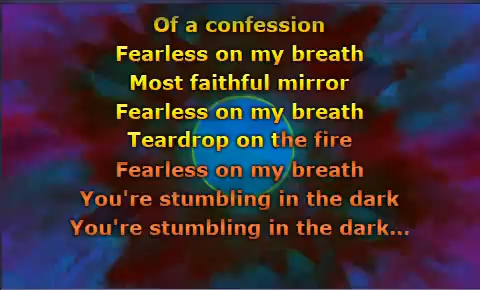 Of a confession
Fearless on my breath
Most faithful mirror
Fearless on my breath
Teardrop on the fire
Fearless on my breath
You're stumbling in the dark
You're stumbling in the dark...